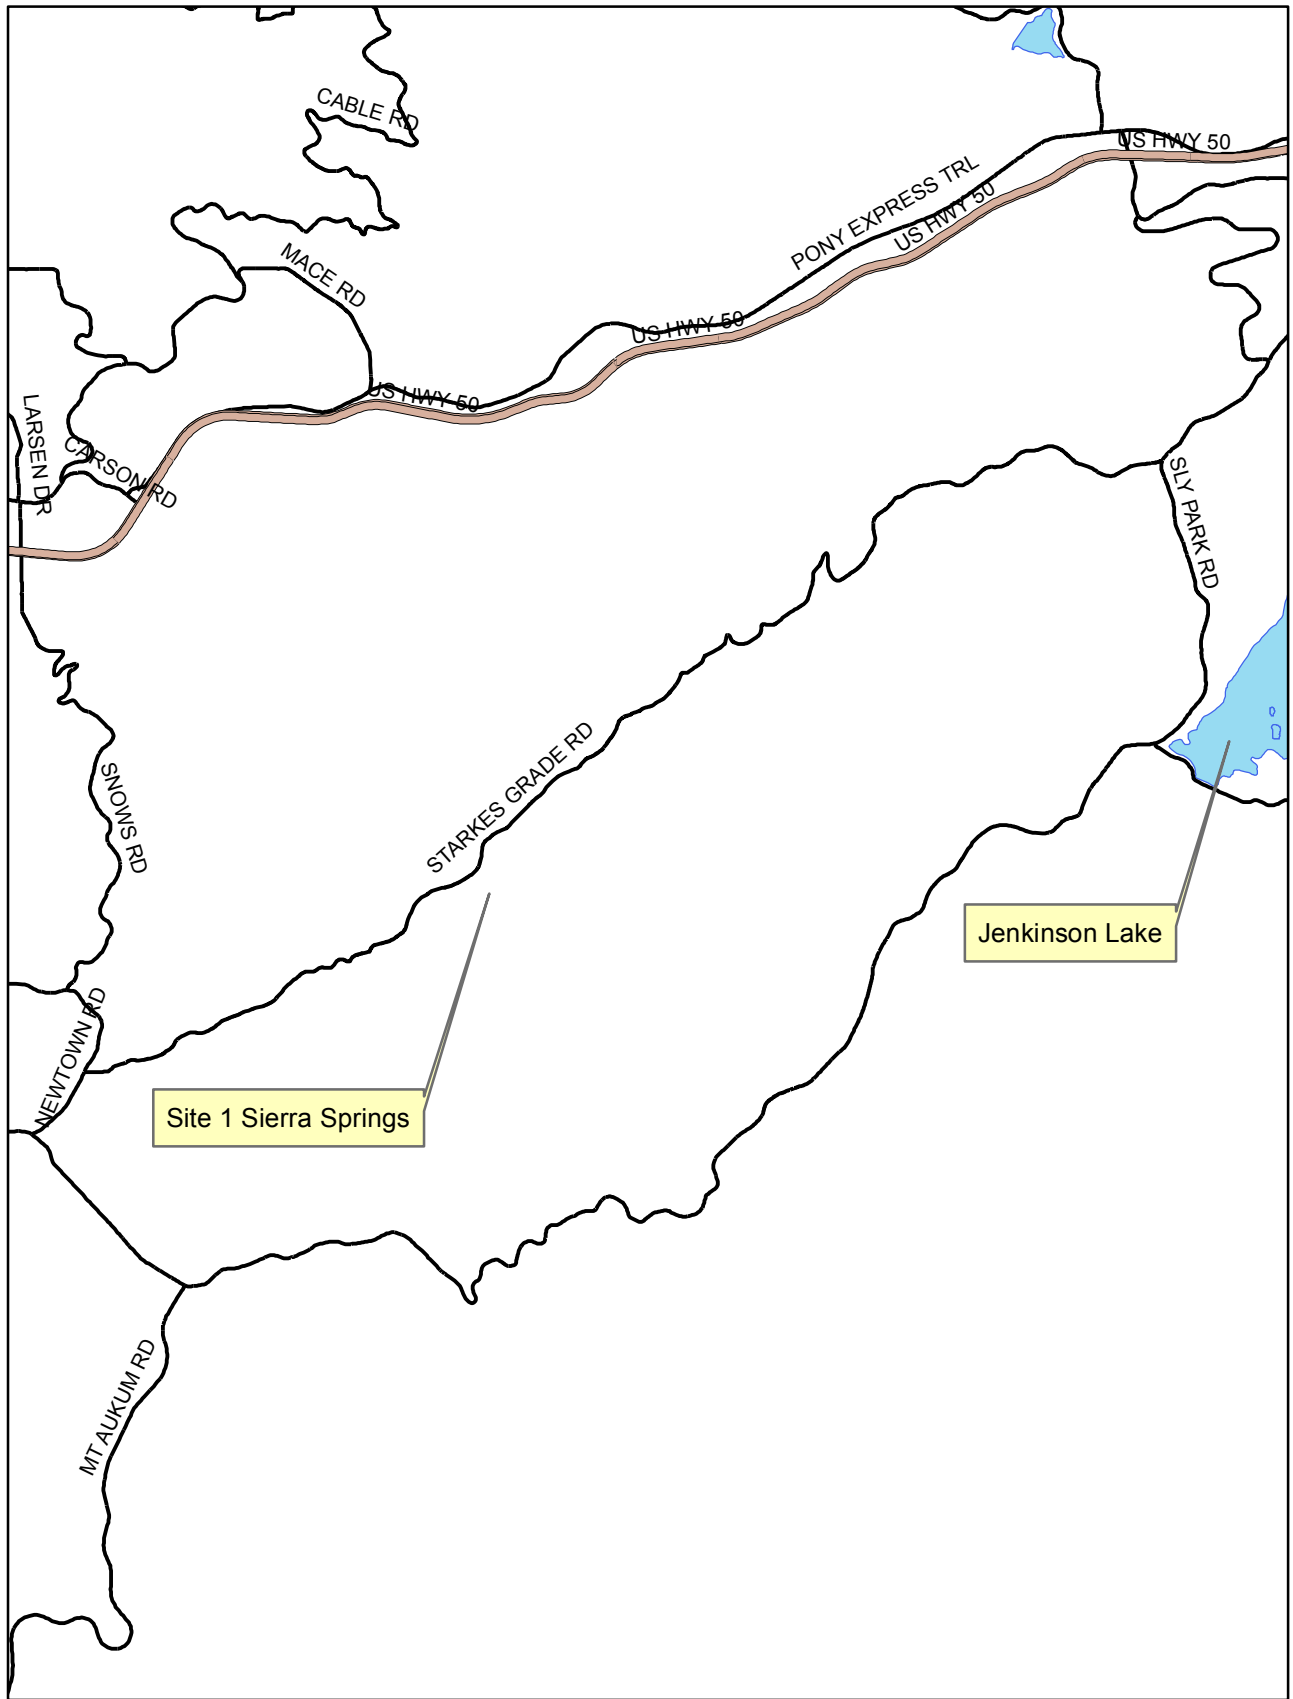 CABLE RD
US HWY 50
PONY EXPRESS TRL
US HWY 50
MACE RD
US HWY 50
US HWY 50
LARSEN DR
CARSON RD
SLY PARK RD
STARKES GRADE RD
SNOWS RD
Jenkinson Lake
NEWTOWN RD
Site 1 Sierra Springs
MT AUKUM RD